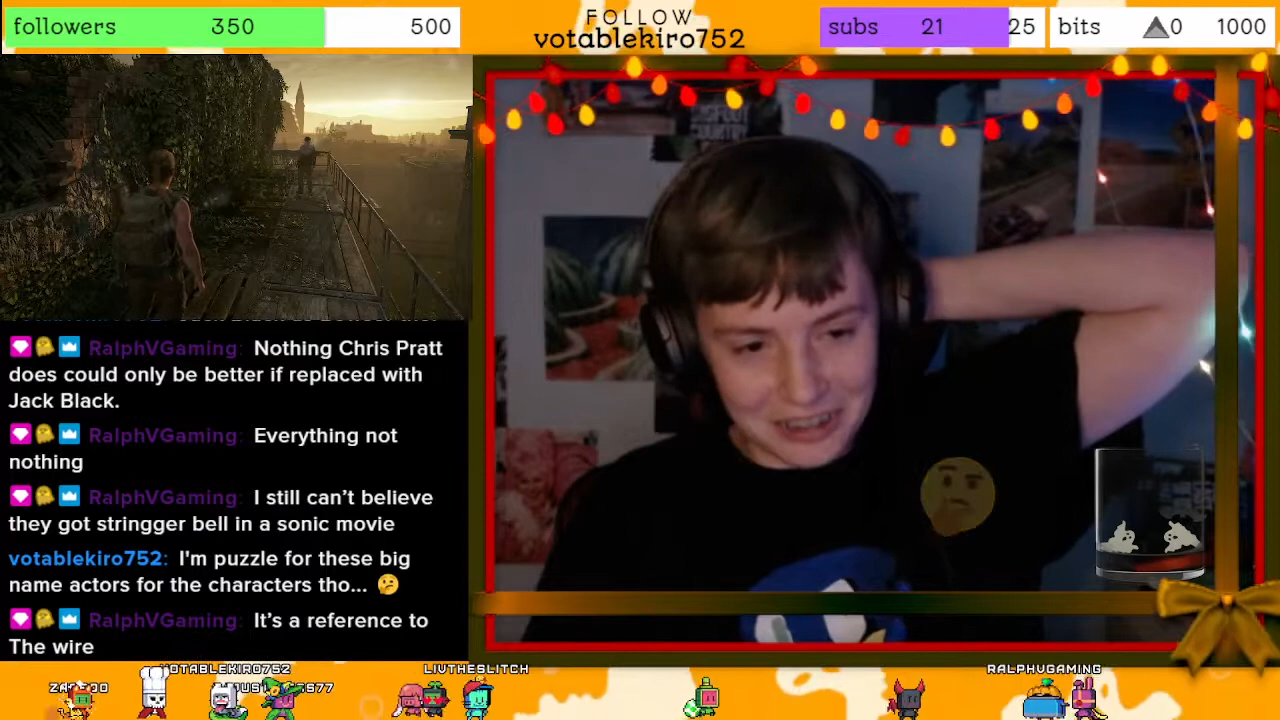 followers 350 500
FOLLOW
votablekiro752
subs 21 25
bits 0 1000
RalphVGaming: Nothing Chris Pratt
does could only be better if replaced with
Jack Black.
RalphVGaming: Everything not
nothing
RalphVGaming: I still can't believe
they got stringger bell in a sonic movie
votablekiro752: I'm puzzle for these big
name actors for the characters tho... 🤔
RalphVGaming: It's a reference to
The wire
VOTABLEKIRO752
LIVTHESLITCH
RALPHVGAMING